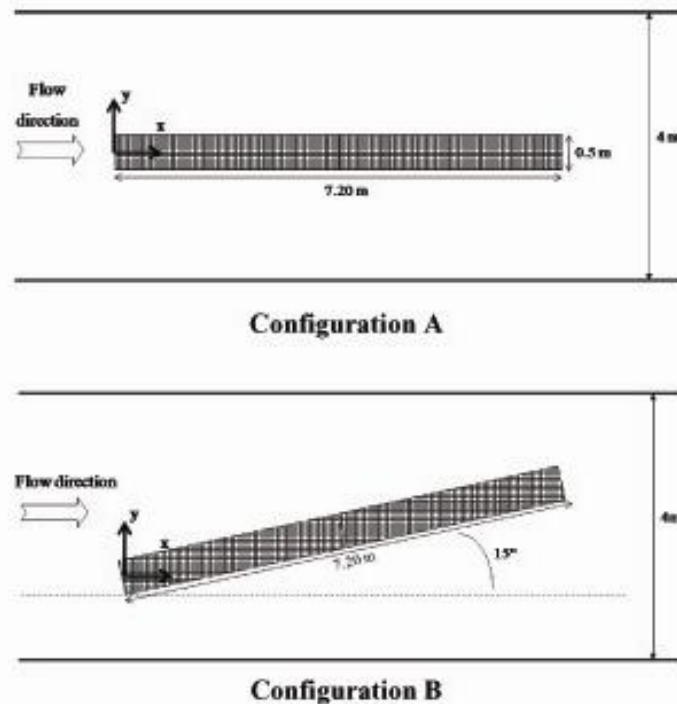 Flow
direction
y
x
0.5 m
7.20 m
4 m
Configuration A
Flow direction
y
x
7.20 m
15°
4m
Configuration B